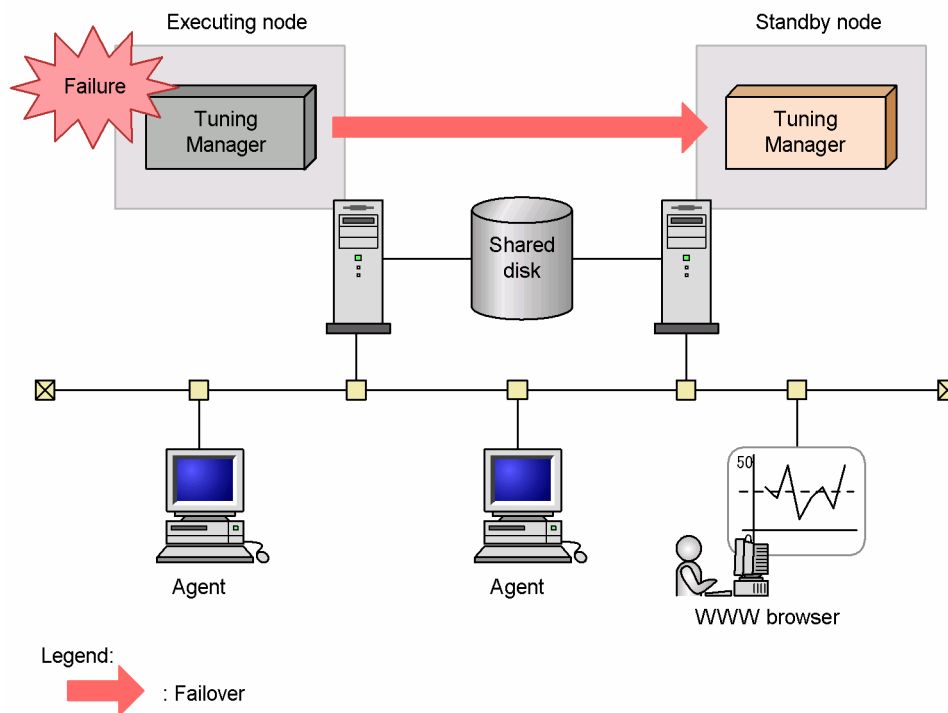 Executing node
Standby node
Failure
Tuning
Manager
Tuning
Manager
Shared
disk
50
Agent
Agent
WWW browser
Legend:
: Failover